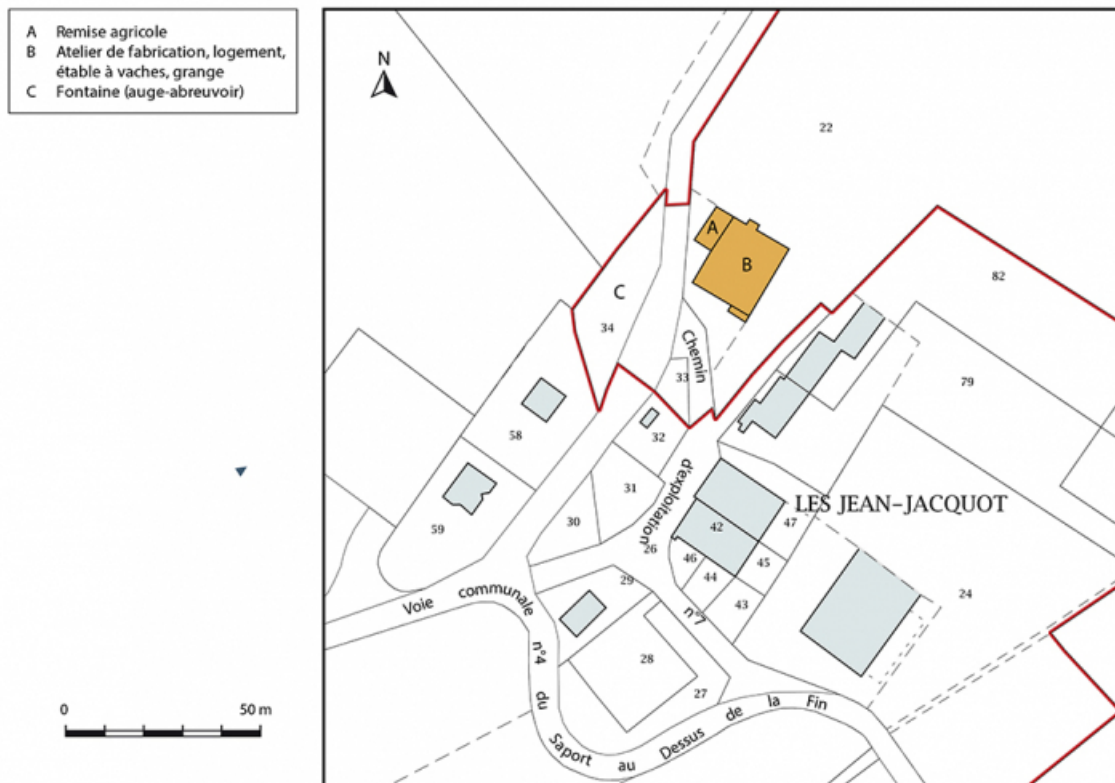 A Remise agricole
B Atelier de fabrication, logement,
étable à vaches, grange
C Fontaine (auge-abreuvoir)
N
22
A
B
82
C
34
Chemin
33
79
58
32
d'exploitation
31
LES JEAN-JACQUOT
59
30
42
47
26
46
45
44
24
29
43
n°7
Voie communale n°4 du Saport au Dessus de la Fin
28
27
0 50 m